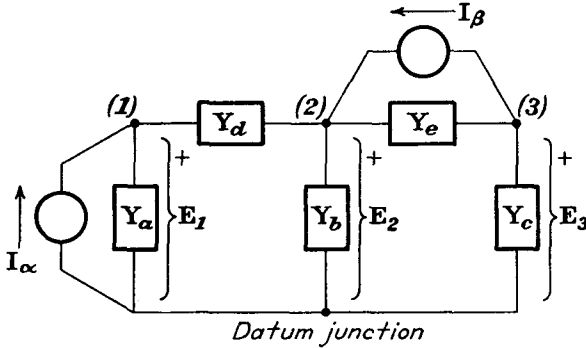 I_β
(1)
(2)
(3)
Y_d
Y_e
+
+
+
Y_a
E_1
Y_b
E_2
Y_c
E_3
I_α
Datum junction